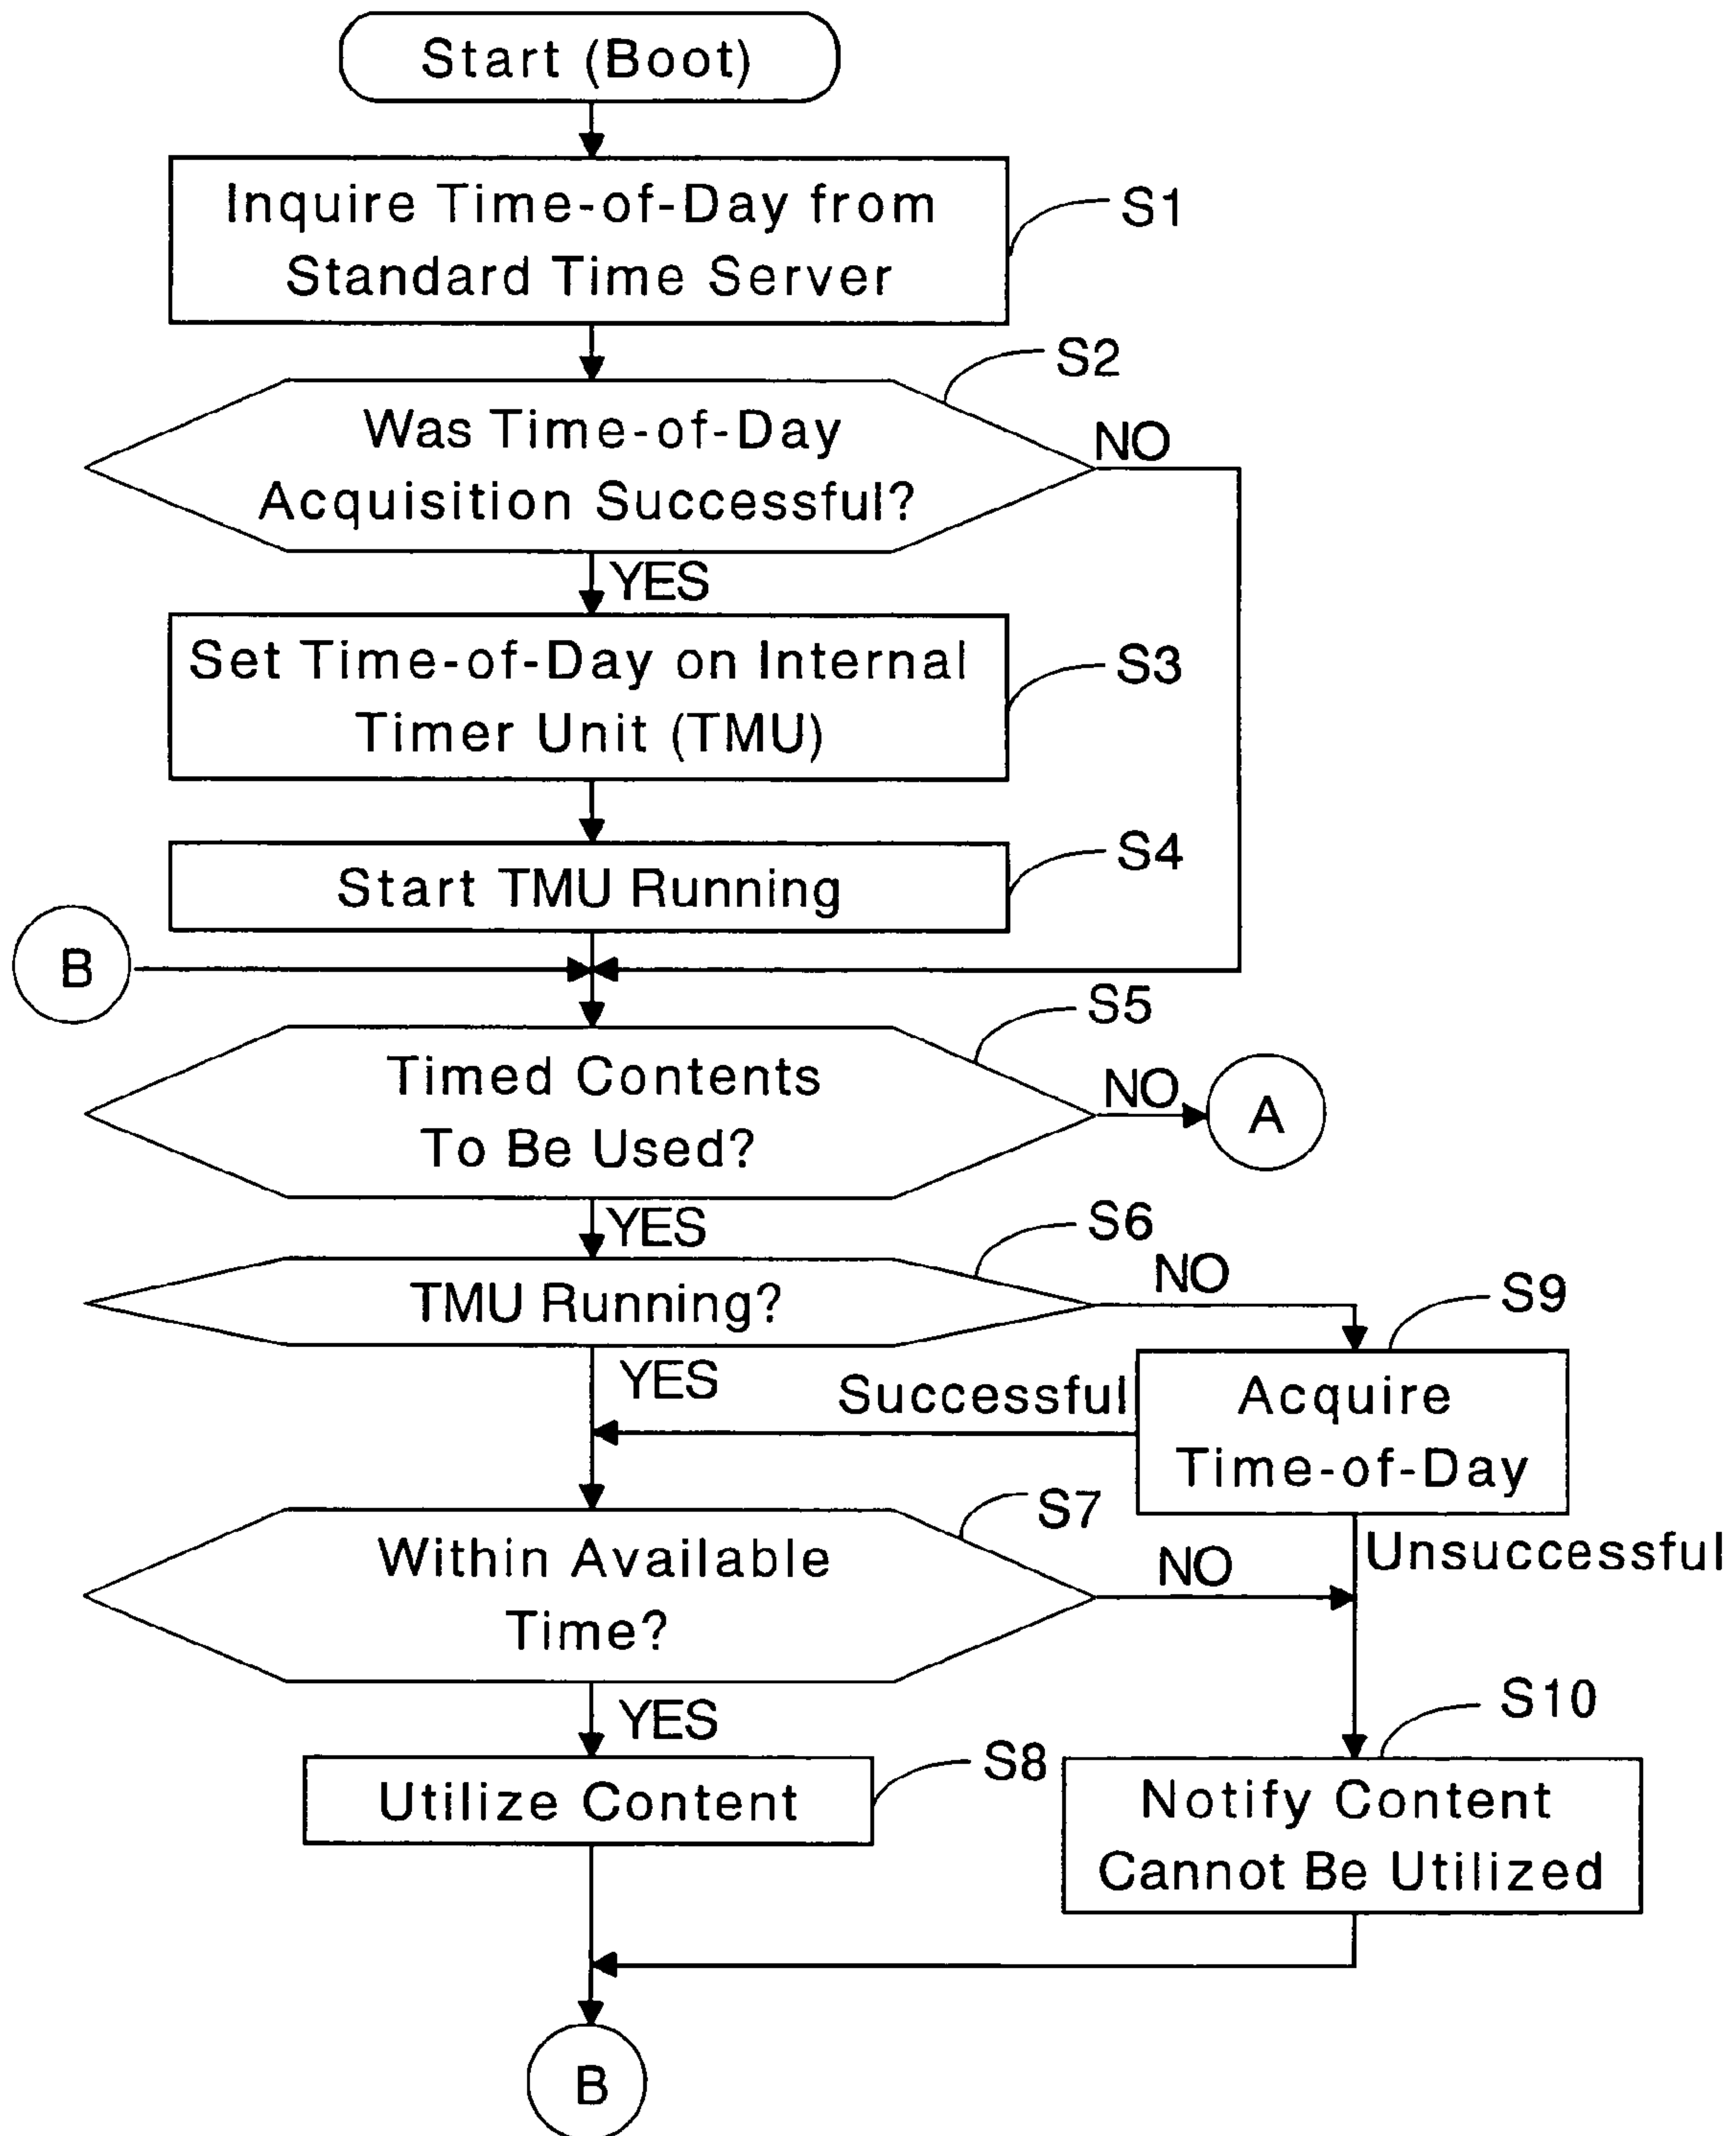 Start (Boot)
Inquire Time-of-Day from
Standard Time Server
S1
S2
Was Time-of-Day
Acquisition Successful?
NO
YES
Set Time-of-Day on Internal
Timer Unit (TMU)
S3
Start TMU Running
S4
B
S5
Timed Contents
To Be Used?
NO
A
YES
S6
TMU Running?
NO
S9
YES
Successful
Acquire
Time-of-Day
S7
Within Available
Time?
NO
Unsuccessful
YES
S10
Utilize Content
S8
Notify Content
Cannot Be Utilized
B